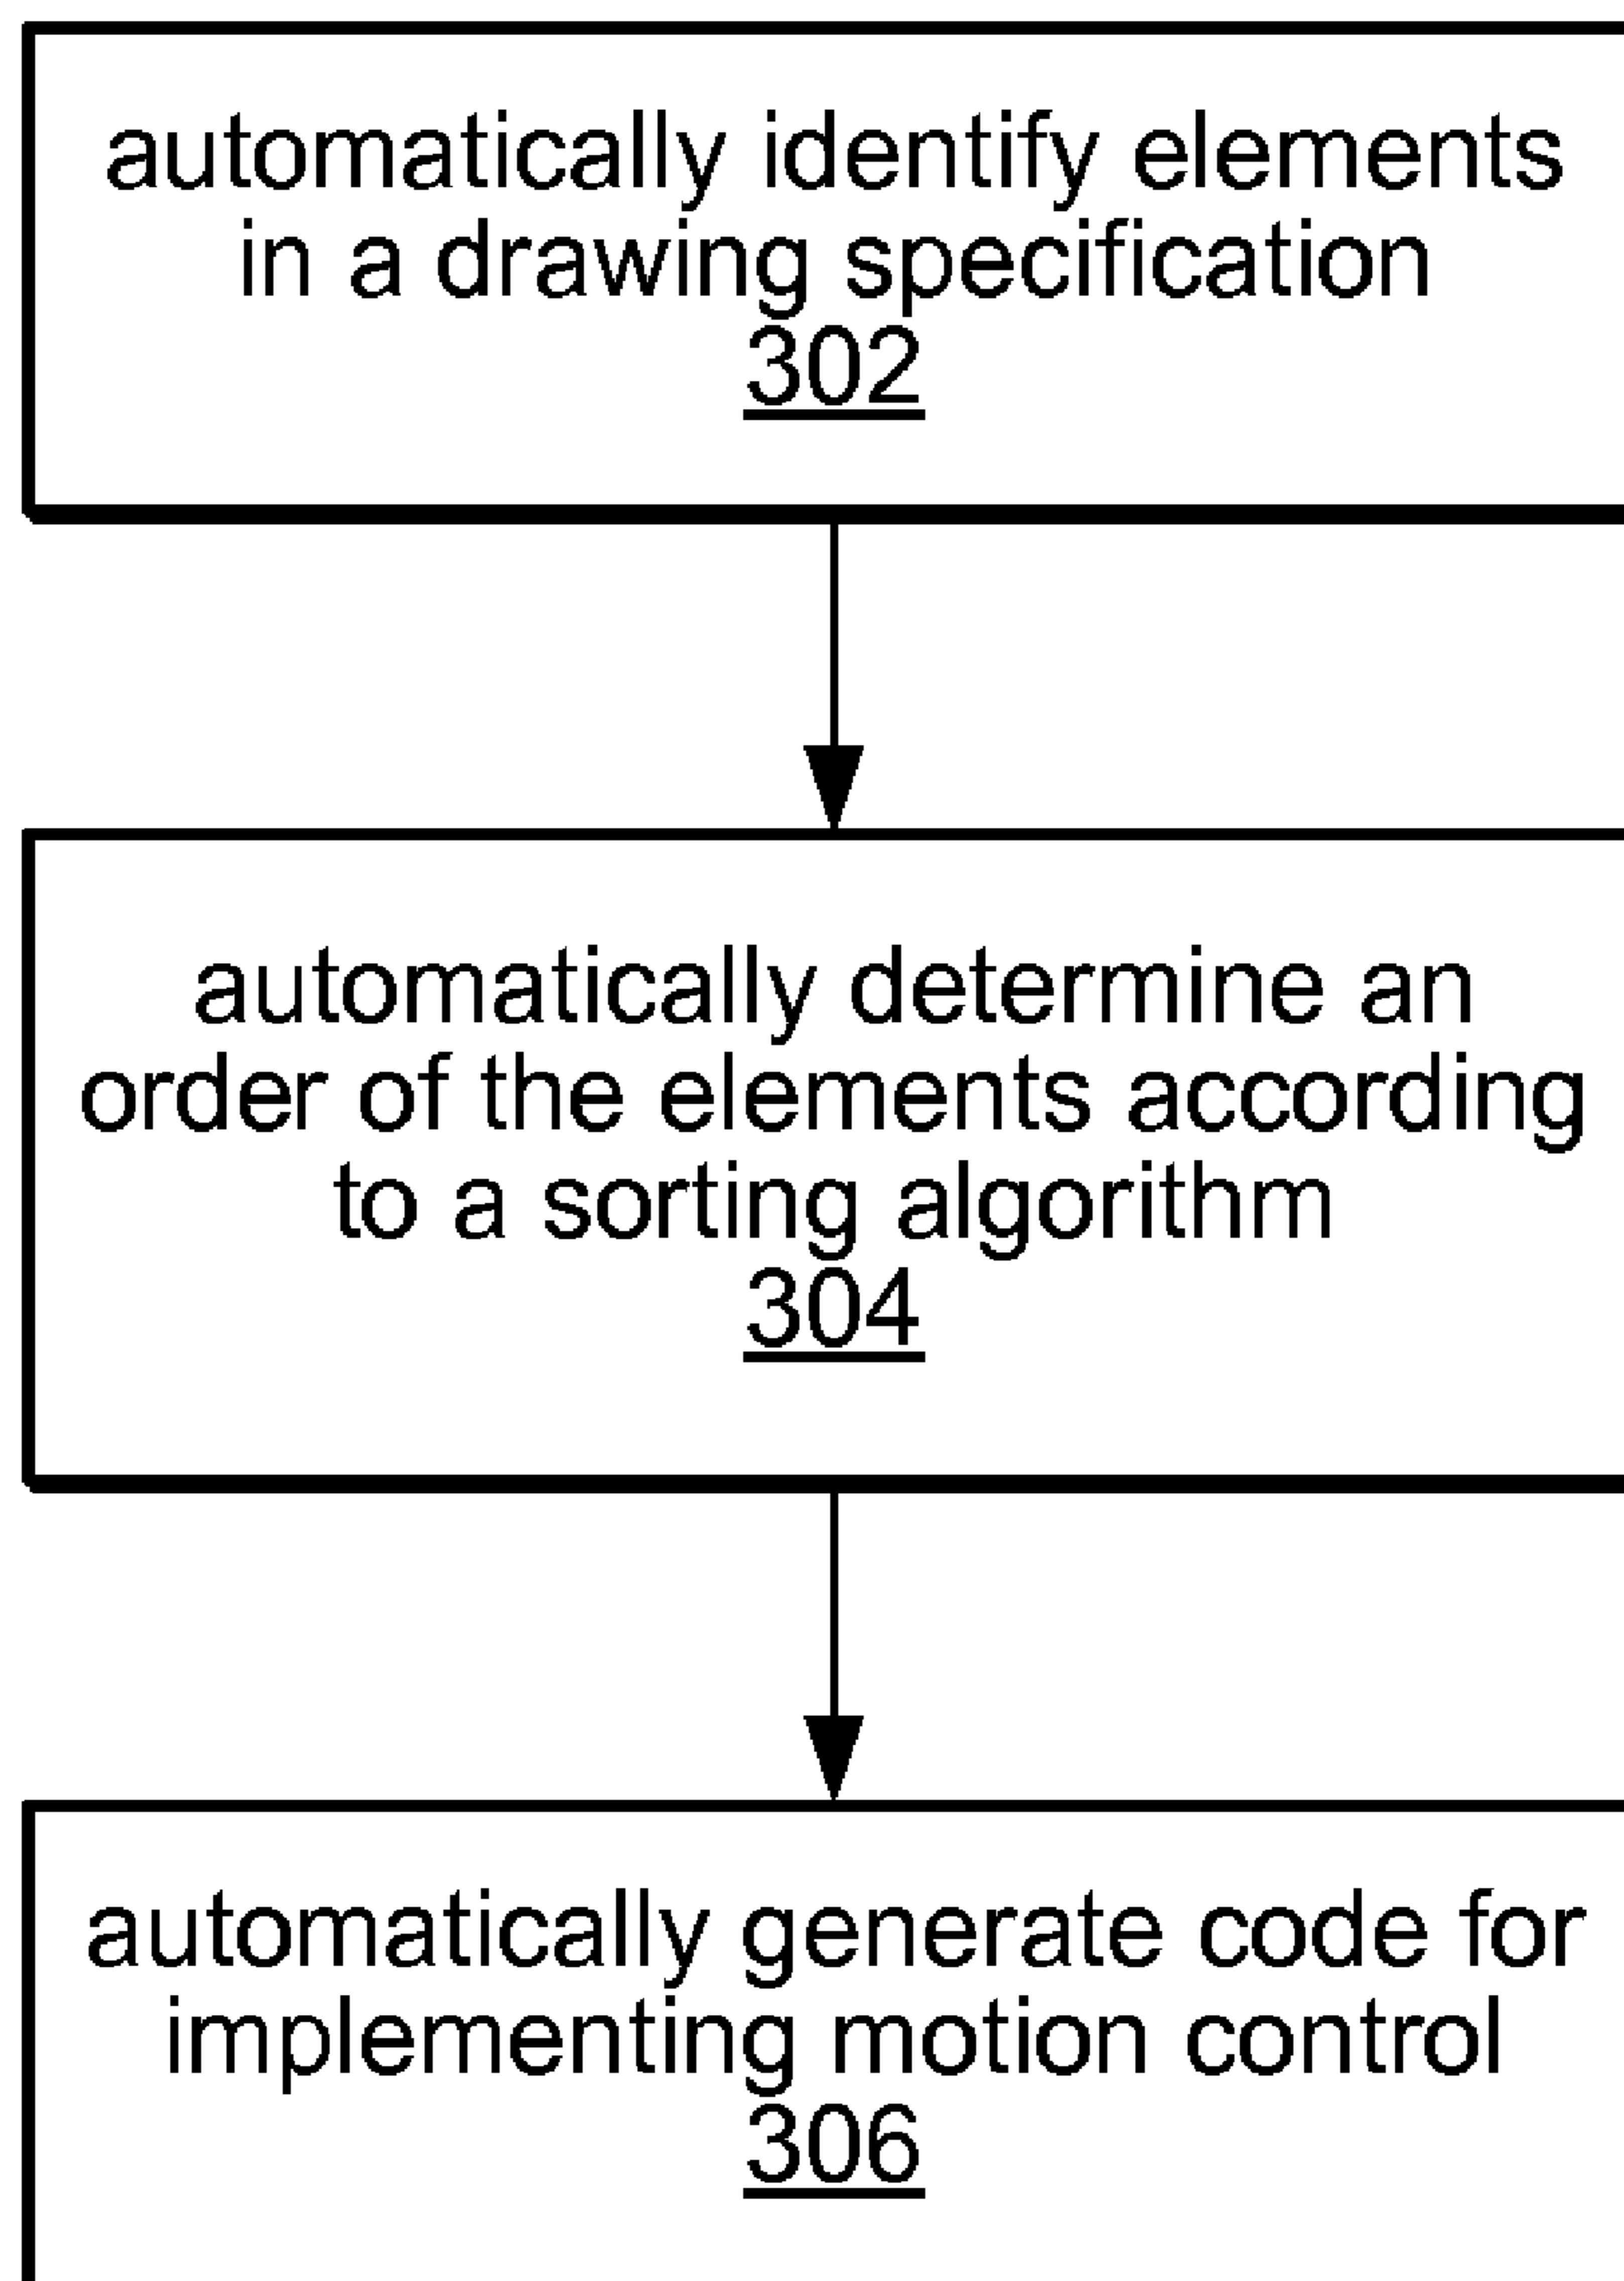 automatically identify elements
in a drawing specification
302
automatically determine an
order of the elements according
to a sorting algorithm
304
automatically generate code for
implementing motion control
306